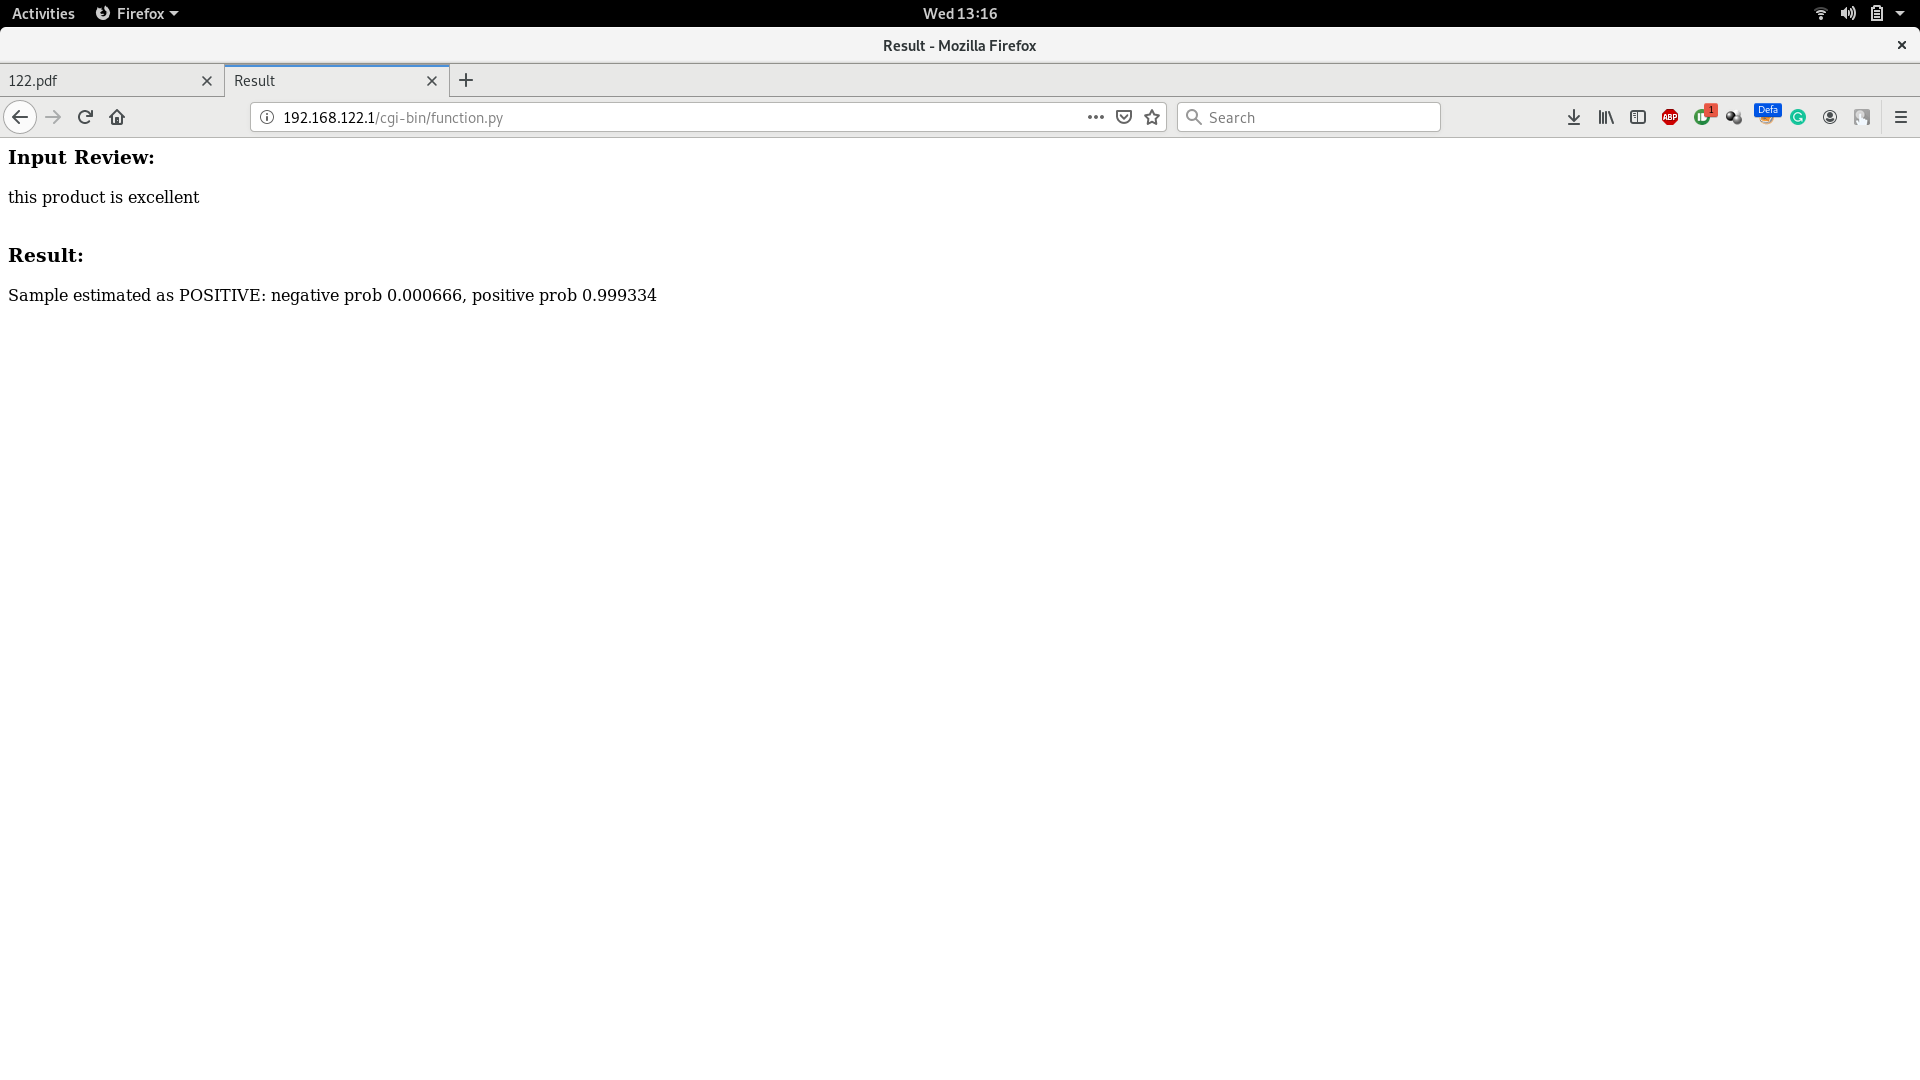 Activities Firefox Wed 13:16
Result - Mozilla Firefox
122.pdf Result
192.168.122.1/cgi-bin/function.py Search ABP 1 Defa
Input Review:
this product is excellent
Result:
Sample estimated as POSITIVE: negative prob 0.000666, positive prob 0.999334